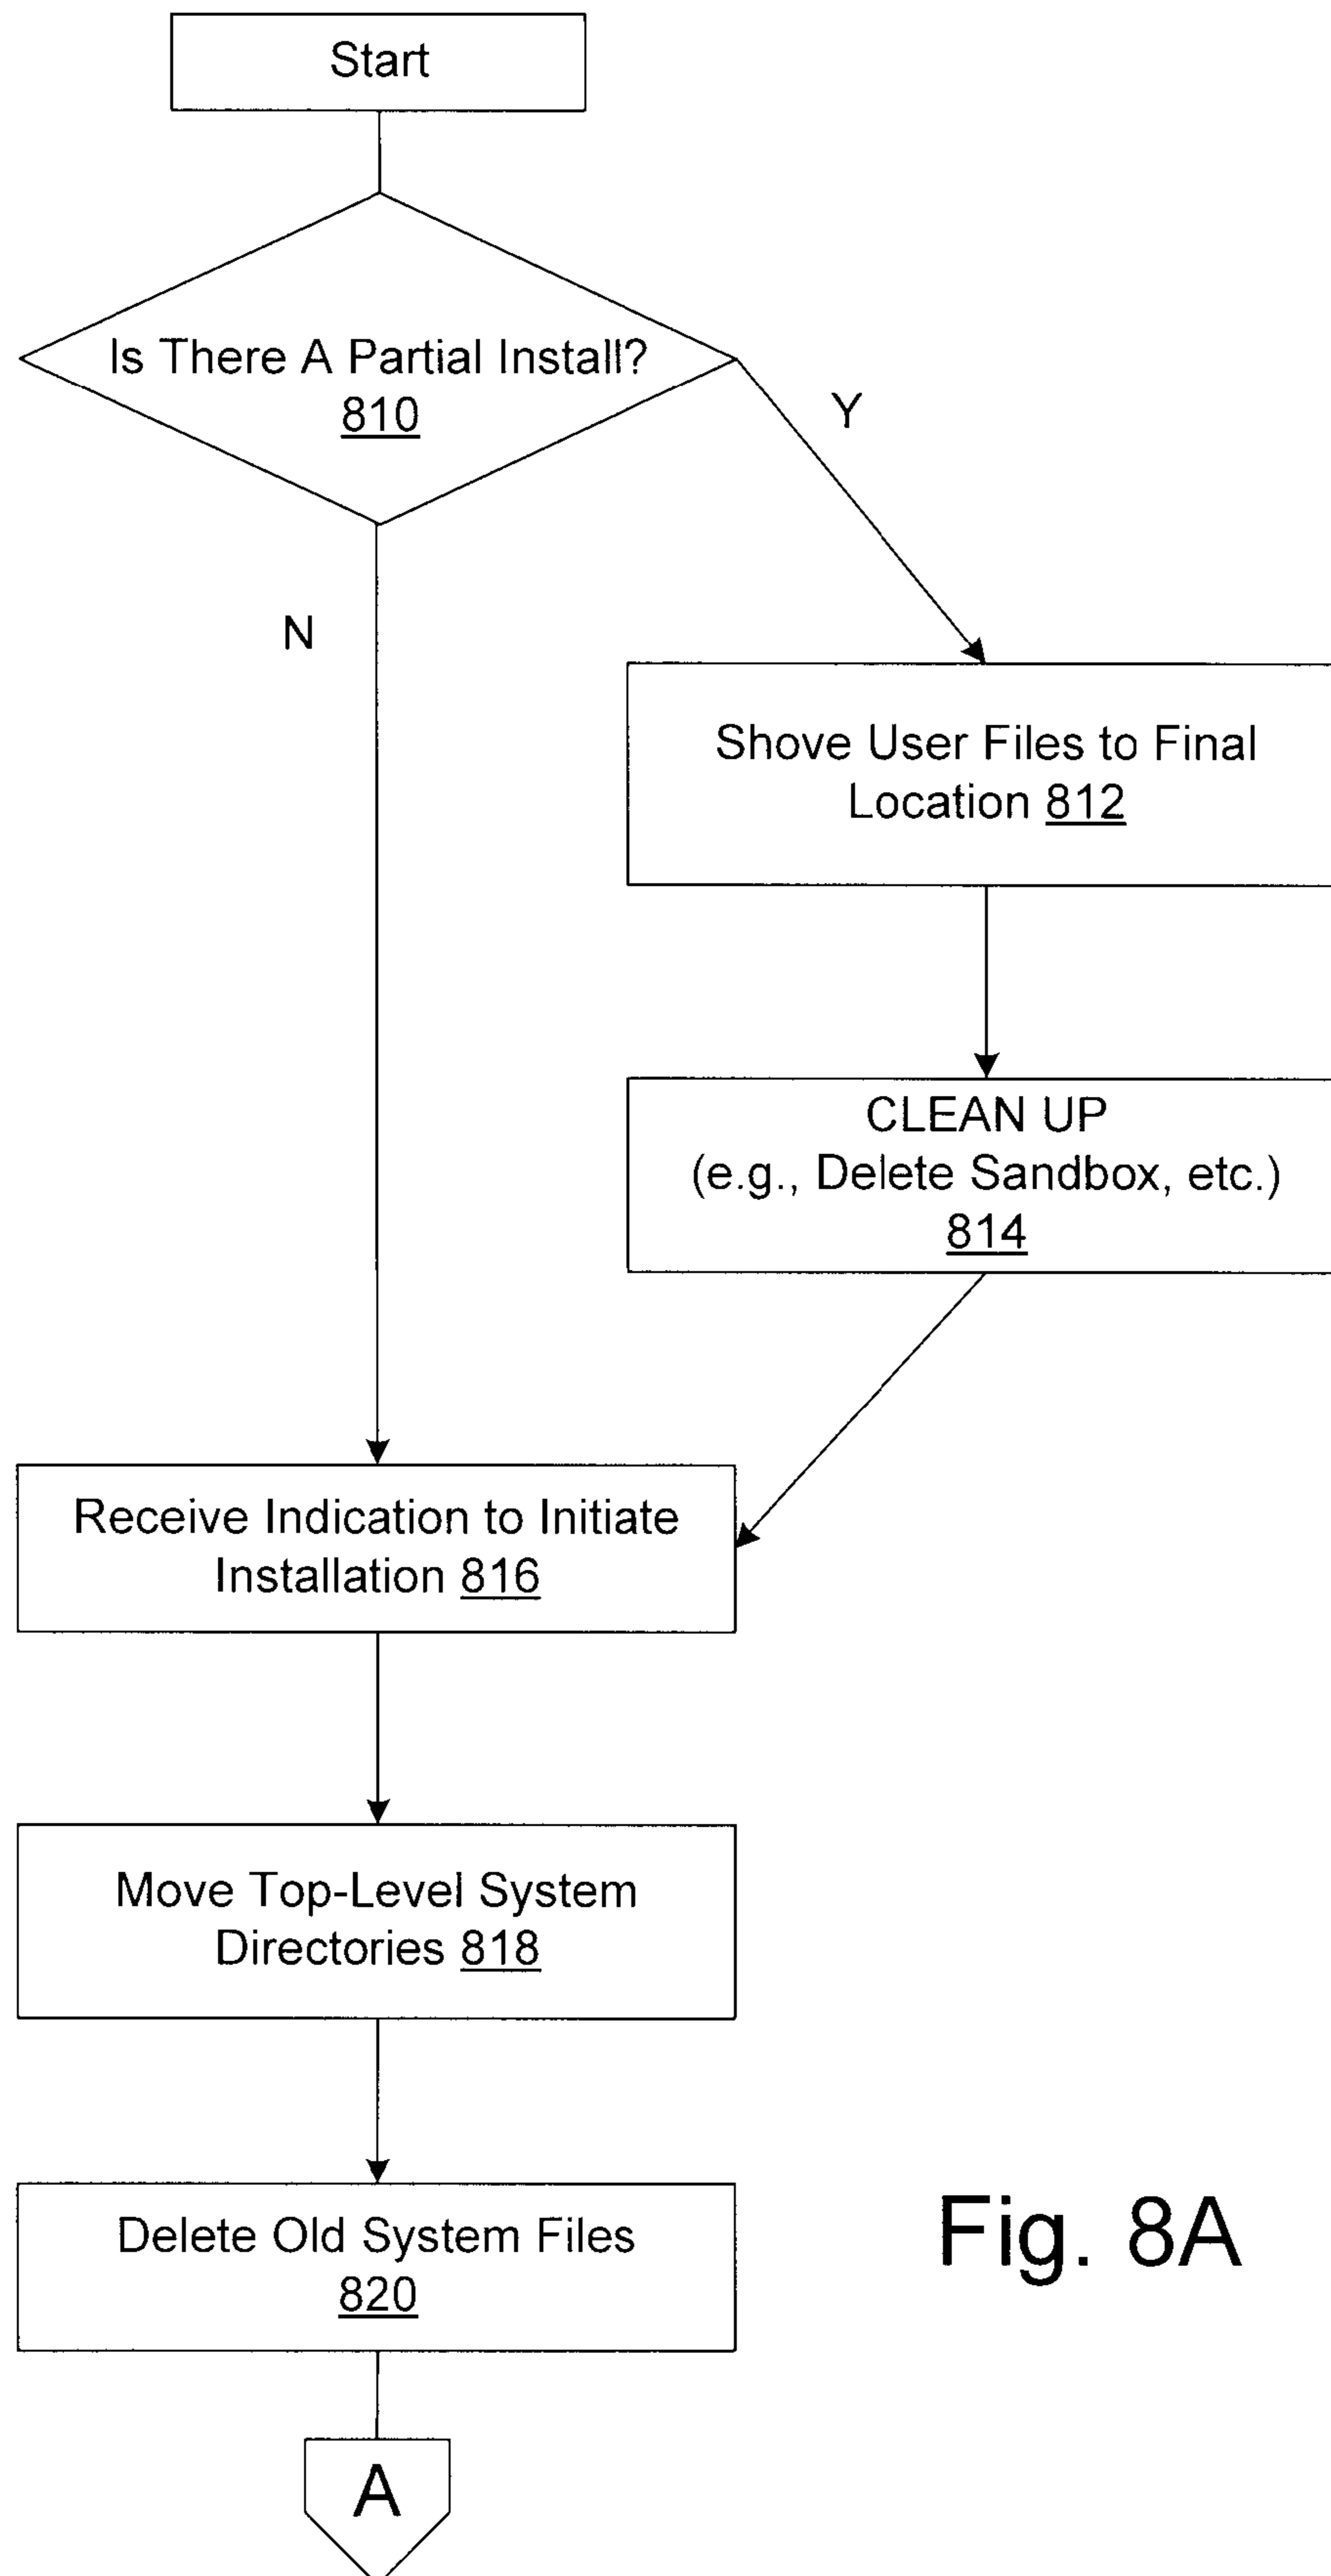 Start
Is There A Partial Install?
810
Y
N
Shove User Files to Final
Location 812
CLEAN UP
(e.g., Delete Sandbox, etc.)
814
Receive Indication to Initiate
Installation 816
Move Top-Level System
Directories 818
Delete Old System Files
820
Fig. 8A
A